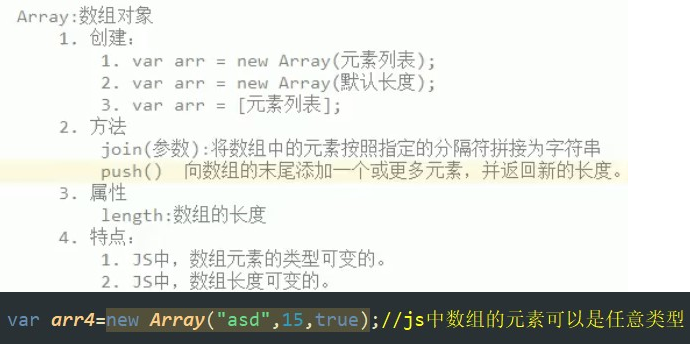 Array:数组对象
1. 创建：
1. var arr = new Array(元素列表);
2. var arr = new Array(默认长度);
3. var arr = [元素列表];
2. 方法
join(参数):将数组中的元素按照指定的分隔符拼接为字符串
push() 向数组的末尾添加一个或更多元素，并返回新的长度。
3. 属性
length:数组的长度
4. 特点：
1. JS中，数组元素的类型可变的。
2. JS中，数组长度可变的。
var arr4=new Array("asd",15,true);//js中数组的元素可以是任意类型